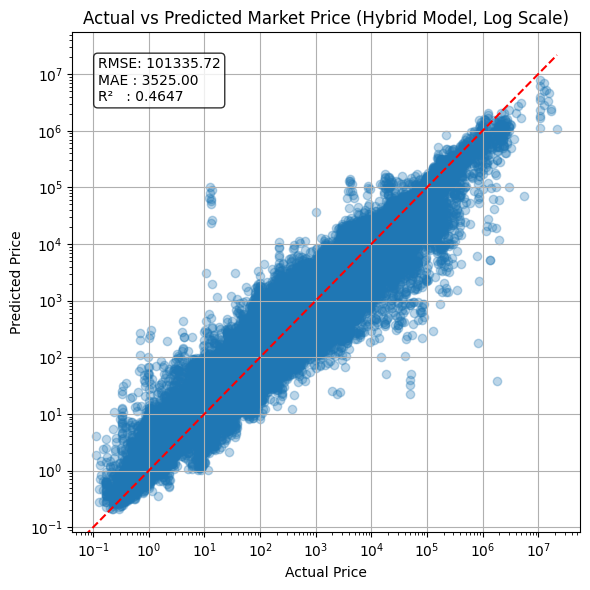 Actual vs Predicted Market Price (Hybrid Model, Log Scale)
RMSE: 101335.72
MAE : 3525.00
R² : 0.4647
10⁷
10⁶
10⁵
10⁴
10³
10²
10¹
10⁰
10⁻¹
Predicted Price
10⁻¹ 10⁰ 10¹ 10² 10³ 10⁴ 10⁵ 10⁶ 10⁷
Actual Price